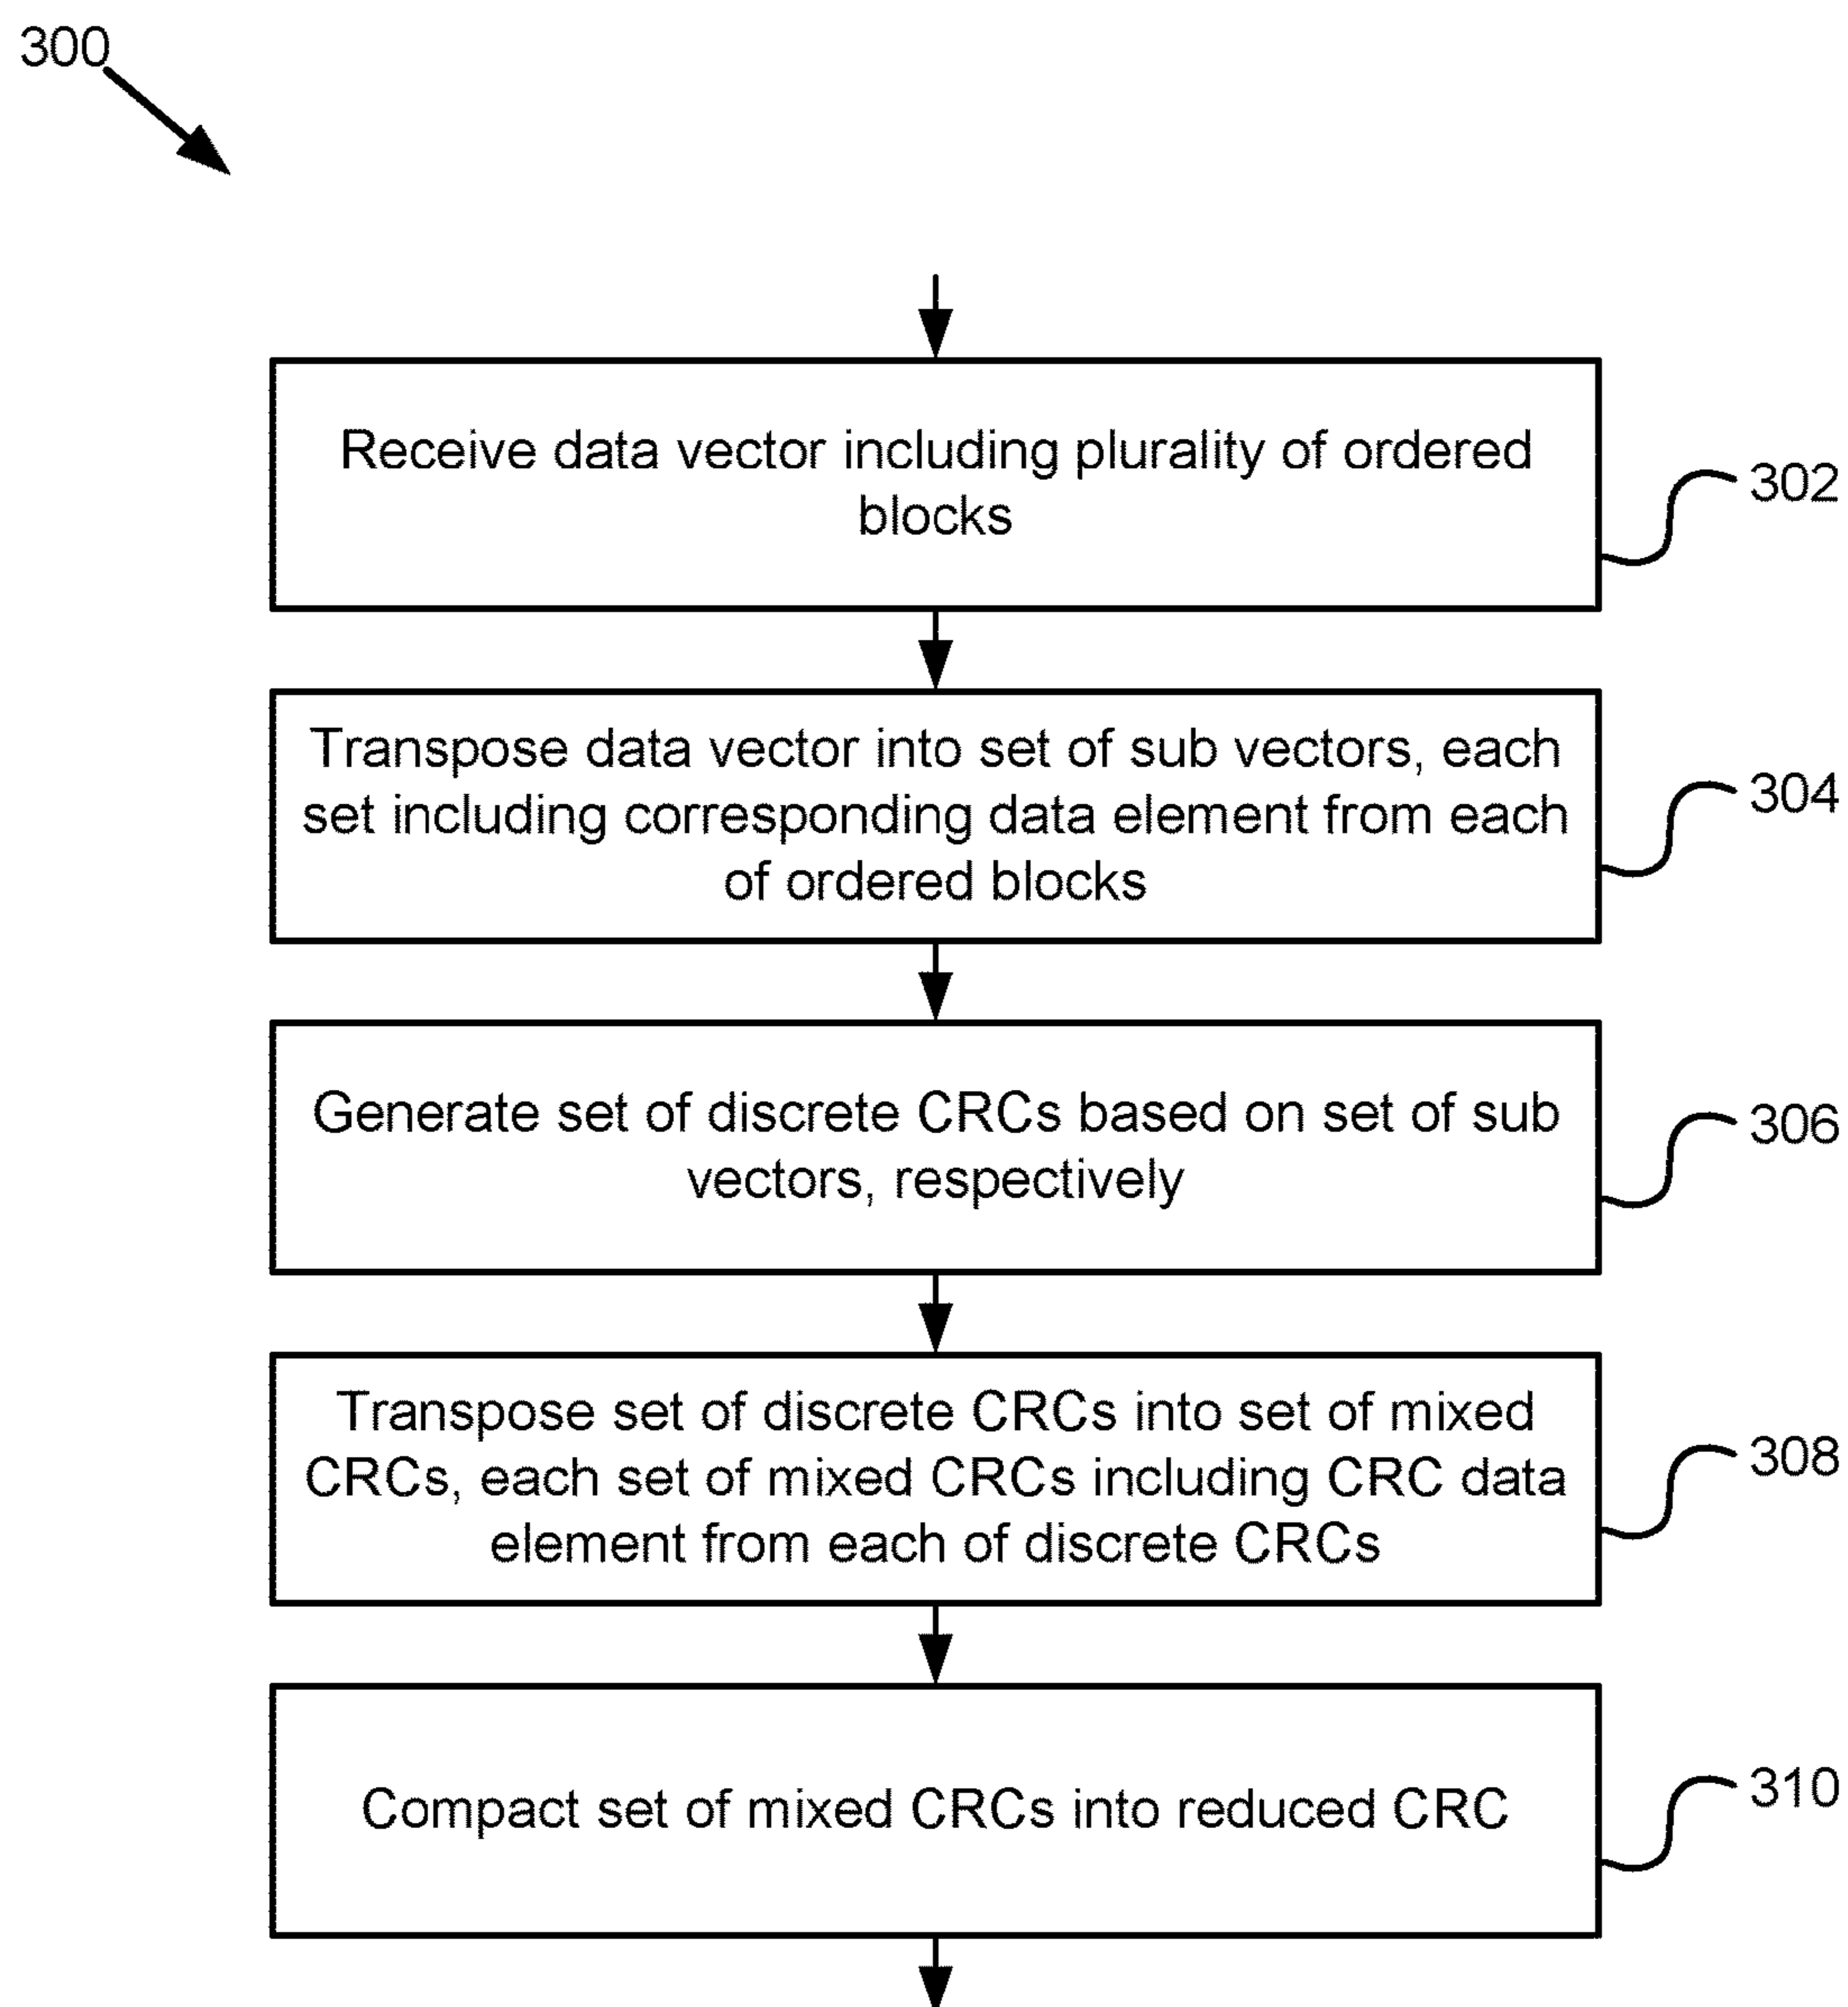 300
Receive data vector including plurality of ordered
blocks
302
Transpose data vector into set of sub vectors, each
set including corresponding data element from each
of ordered blocks
304
Generate set of discrete CRCs based on set of sub
vectors, respectively
306
Transpose set of discrete CRCs into set of mixed
CRCs, each set of mixed CRCs including CRC data
element from each of discrete CRCs
308
Compact set of mixed CRCs into reduced CRC
310